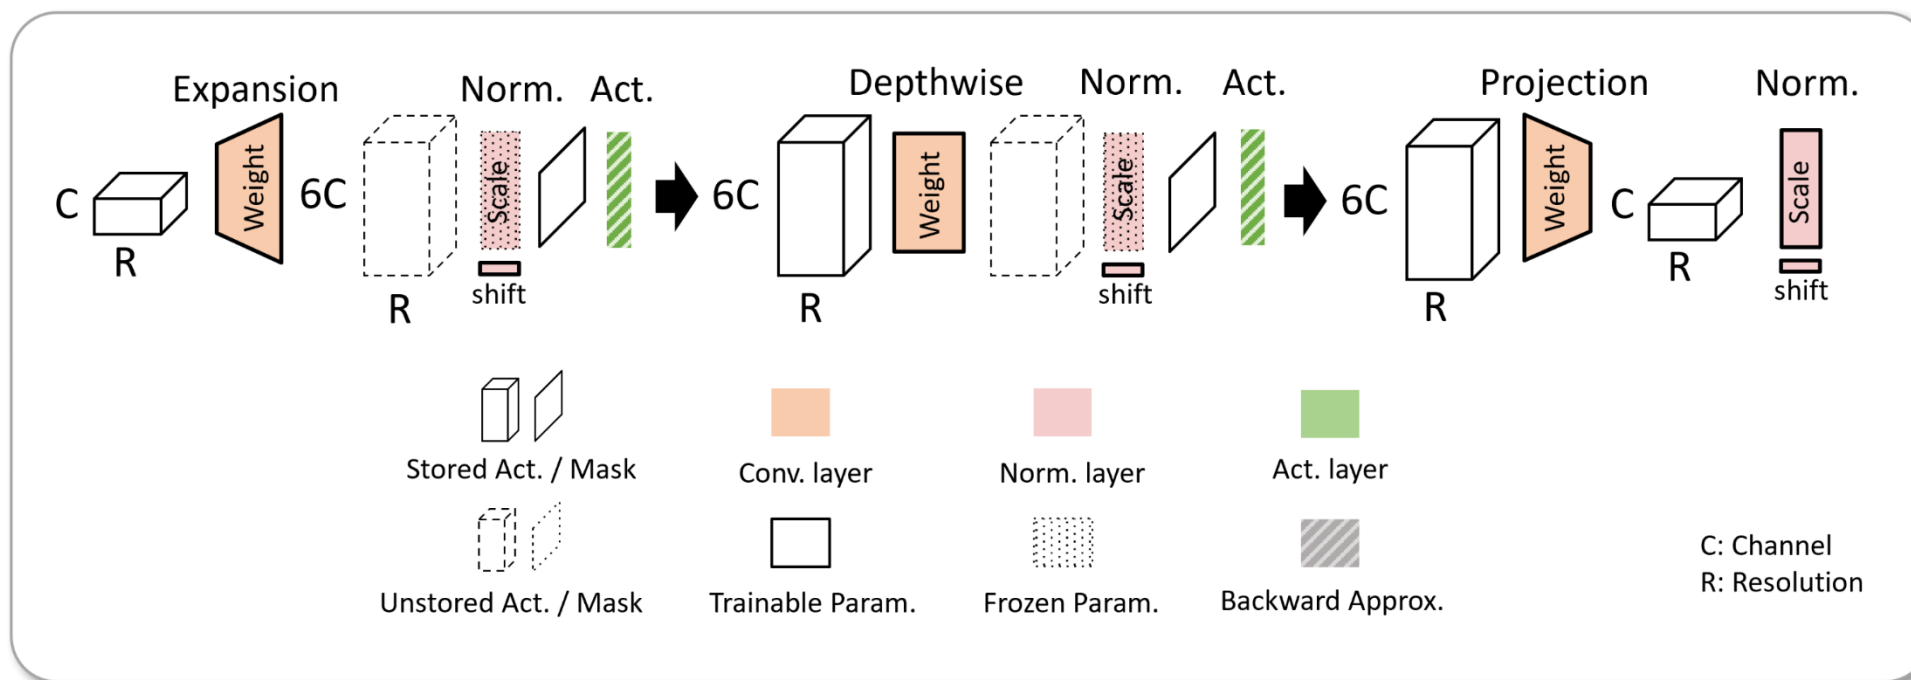 Expansion
Norm.
Act.
Depthwise
Norm.
Act.
Projection
Norm.
C
R
Weight
6C
R
Scale
shift
6C
R
Weight
Scale
shift
6C
R
Weight
C
R
Scale
shift
Stored Act. / Mask
Conv. layer
Norm. layer
Act. layer
Unstored Act. / Mask
Trainable Param.
Frozen Param.
Backward Approx.
C: Channel
R: Resolution